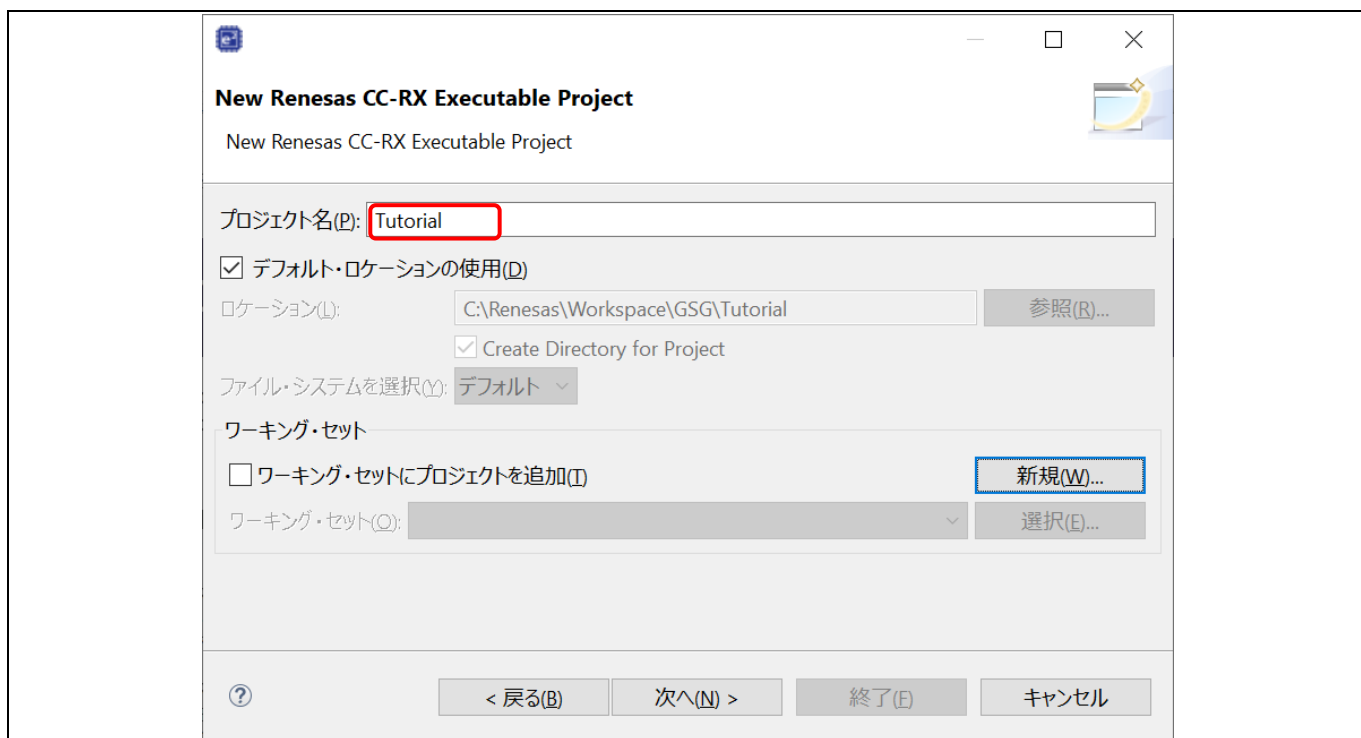 New Renesas CC-RX Executable Project
New Renesas CC-RX Executable Project
プロジェクト名(P): Tutorial
デフォルト・ロケーションの使用(D)
ロケーション(L): C:\Renesas\Workspace\GSG\Tutorial 参照(R)...
Create Directory for Project
ファイル・システムを選択(Y): デフォルト
ワーキング・セット
ワーキング・セットにプロジェクトを追加(T) 新規(W)...
ワーキング・セット(O): 選択(E)...
< 戻る(B) 次へ(N) > 終了(F) キャンセル